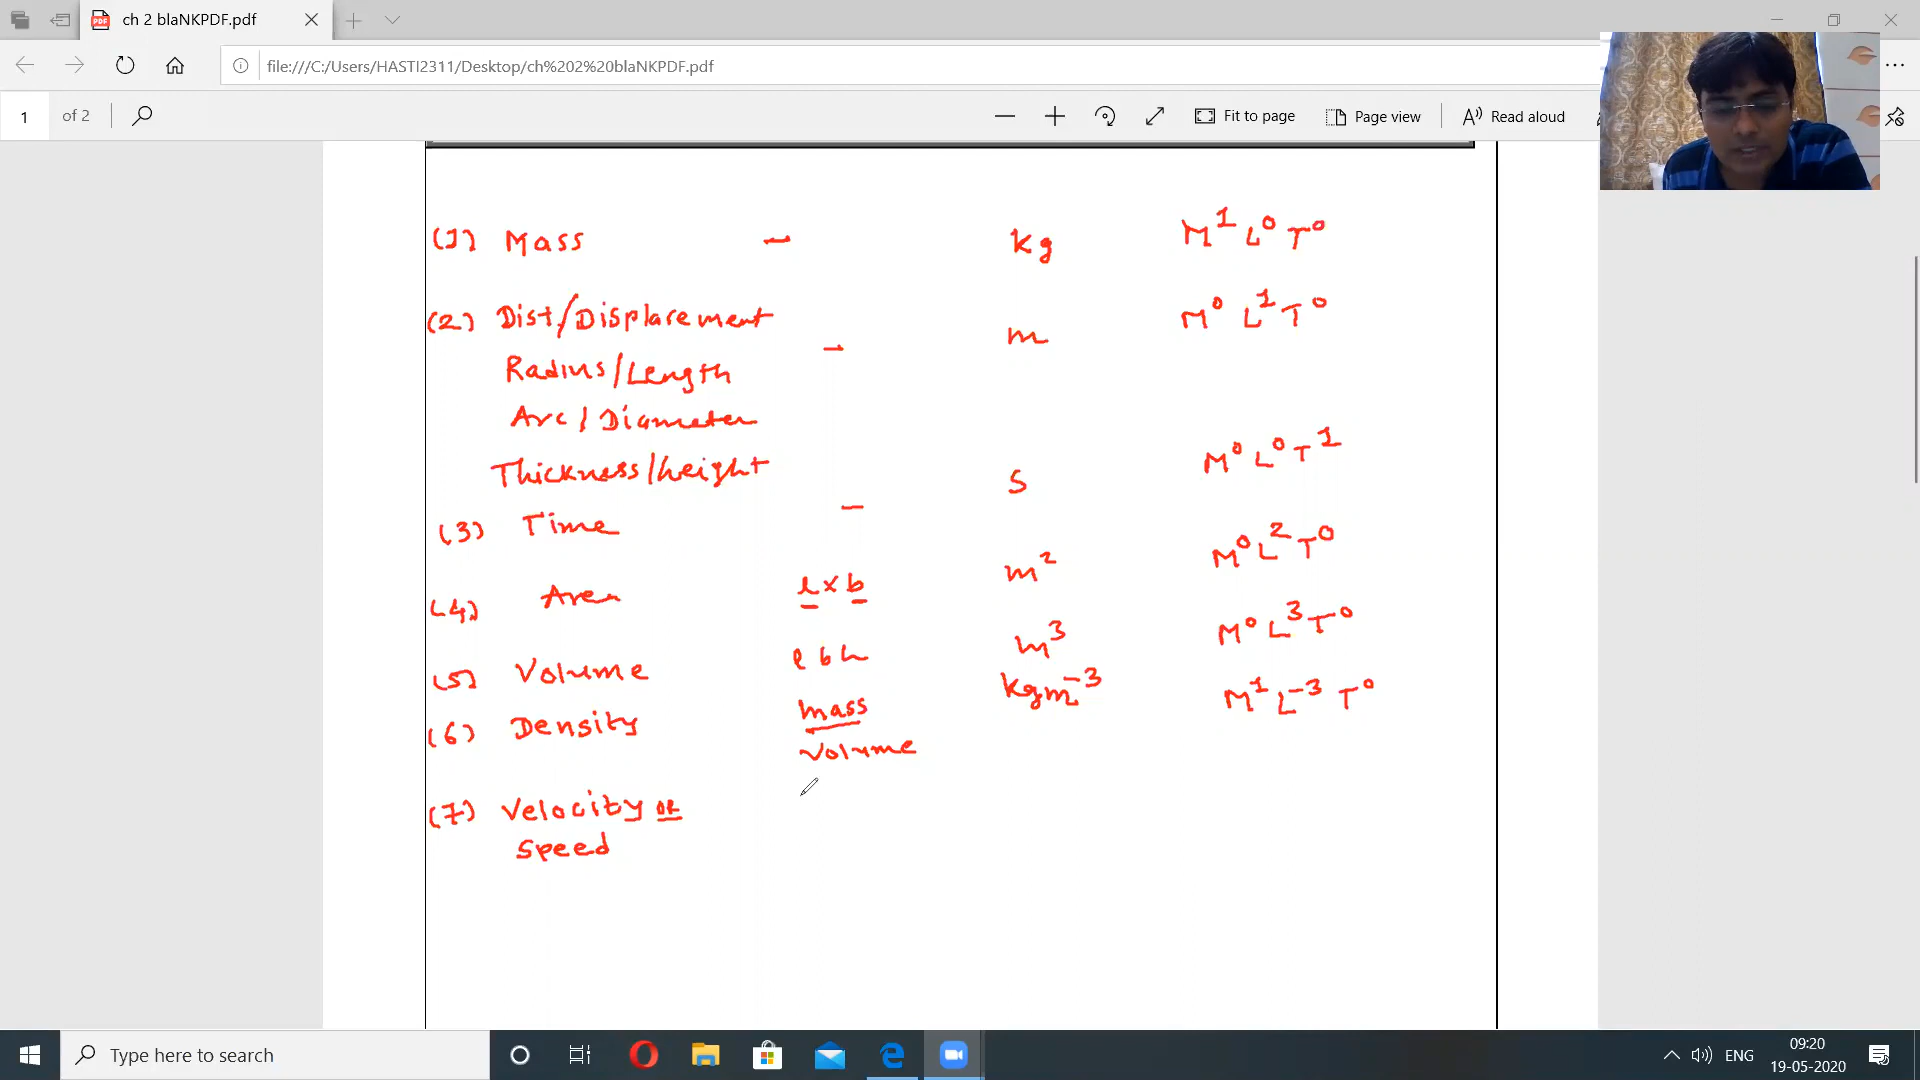 ch 2 blaNKPDF.pdf
file:///C:/Users/HASTI2311/Desktop/ch%202%20blaNKPDF.pdf
1 of 2 Fit to page Page view Read aloud
(1) Mass – kg M¹ L⁰ T⁰
(2) Dist/Displacement – m M⁰ L¹ T⁰
Radius/Length
Arc/Diameter
Thickness/height
(3) Time – s M⁰ L⁰ T¹
(4) Area l×b m² M⁰ L² T⁰
(5) Volume l b h m³ M⁰ L³ T⁰
(6) Density mass kgm⁻³ M¹ L⁻³ T⁰
volume
(7) Velocity or
speed
Type here to search
ENG
09:20
19-05-2020